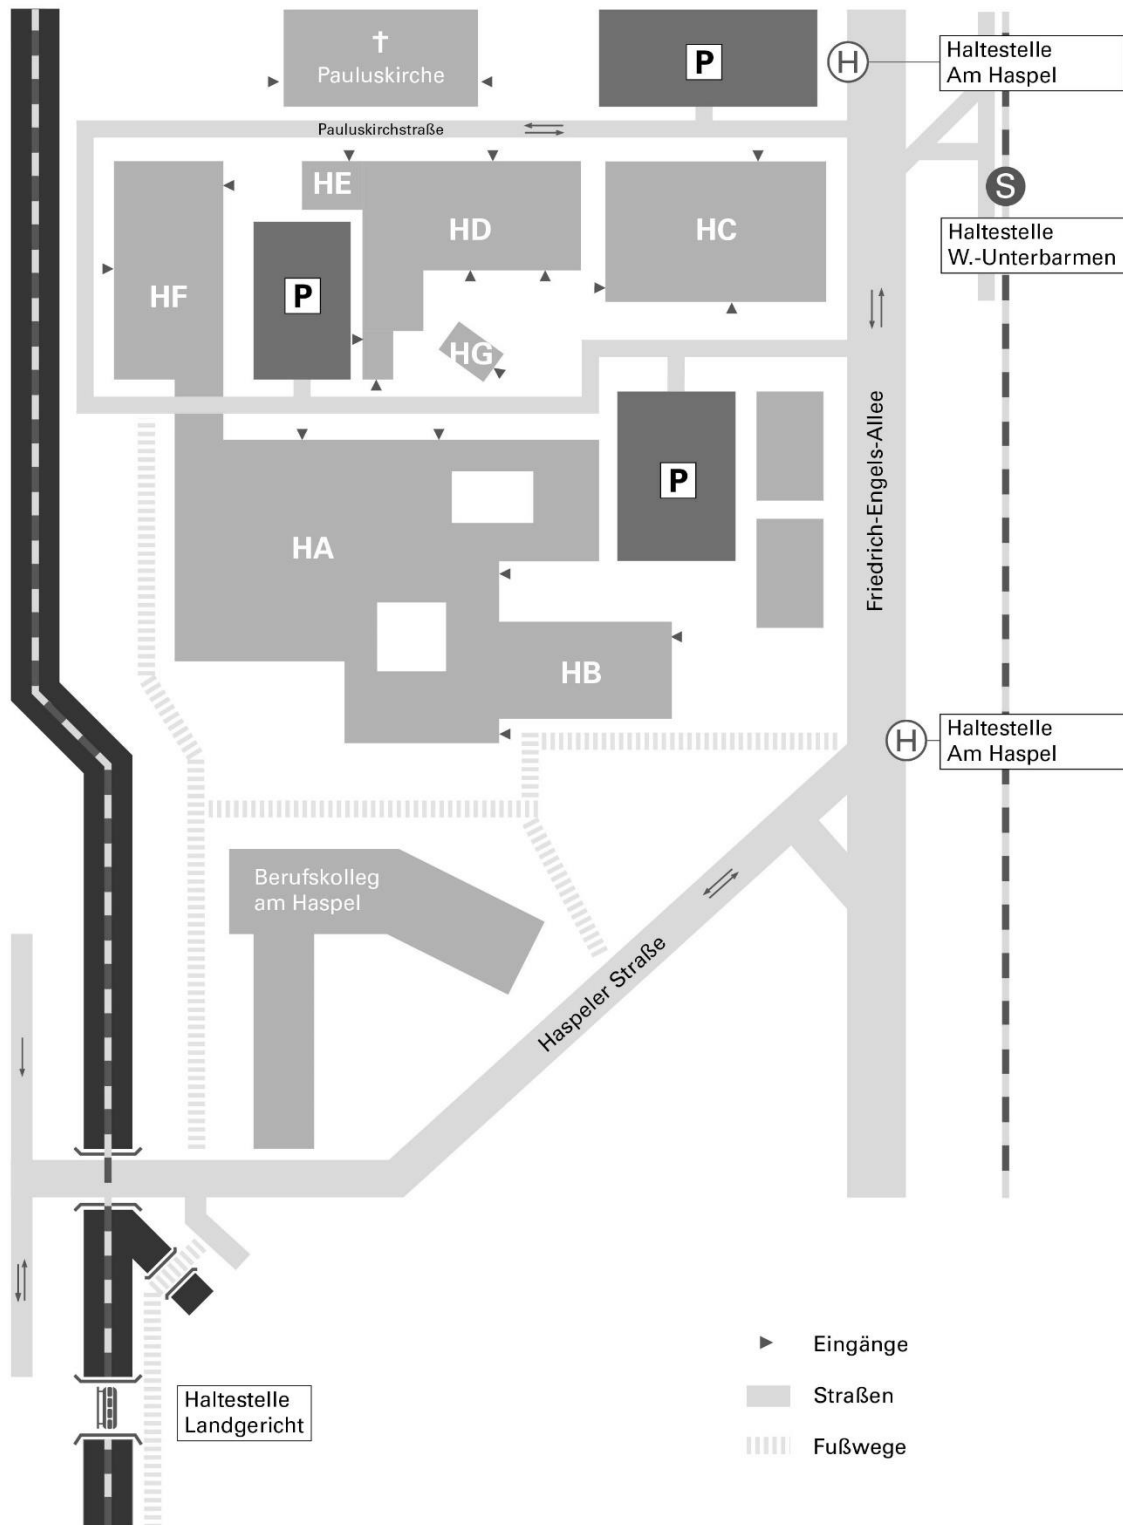 Pauluskirche
P
H
Haltestelle
Am Haspel
Pauluskirchstraße
HE
HD
HC
S
Haltestelle
W.-Unterbarmen
HF
P
HG
Friedrich-Engels-Allee
P
HA
HB
H
Haltestelle
Am Haspel
Berufskolleg
am Haspel
Haspeler Straße
Eingänge
Straßen
Fußwege
Haltestelle
Landgericht